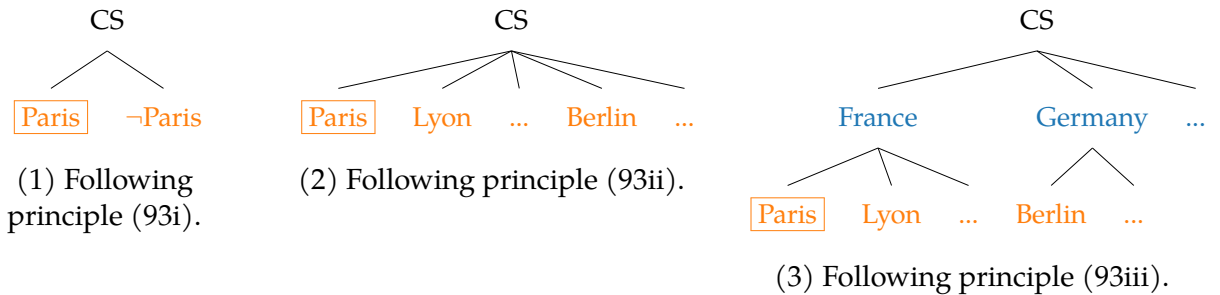 CS
Paris ¬Paris
(1) Following
principle (93i).
CS
Paris Lyon ... Berlin ...
(2) Following principle (93ii).
CS
France Germany ...
Paris Lyon ... Berlin ...
(3) Following principle (93iii).